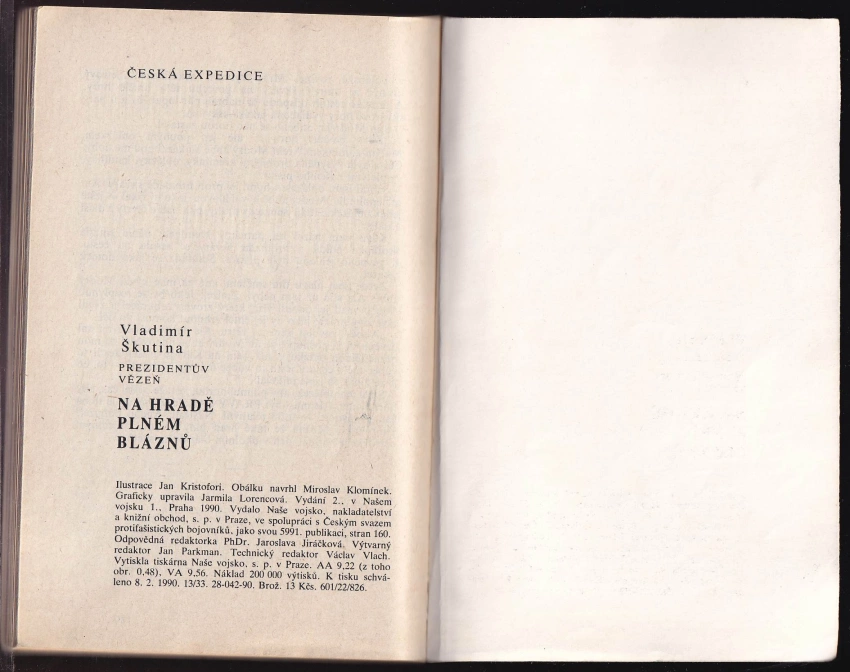 ČESKÁ EXPEDICE
Vladimír
Škutina
PREZIDENTŮV
VĚZEŇ
NA HRADĚ
PLNÉM
BLÁZNŮ
Ilustrace Jan Kristofori. Obálku navrhl Miroslav Klomínek.
Graficky upravila Jarmila Lorencová. Vydání 2., v Našem
vojsku 1., Praha 1990. Vydalo Naše vojsko, nakladatelství
a knižní obchod, s. p. v Praze, ve spolupráci s Českým svazem
protifašistických bojovníků, jako svou 5991. publikaci, stran 160.
Odpovědná redaktorka PhDr. Jaroslava Jiráčková. Výtvarný
redaktor Jan Parkman. Technický redaktor Václav Vlach.
Vytiskla tiskárna Naše vojsko, s. p. v Praze. AA 9,22 (z toho
obr. 0,48), VA 9,56. Náklad 200 000 výtisků. K tisku schvá-
leno 8. 2. 1990. 13/33. 28-042-90. Brož. 13 Kčs. 601/22/826.